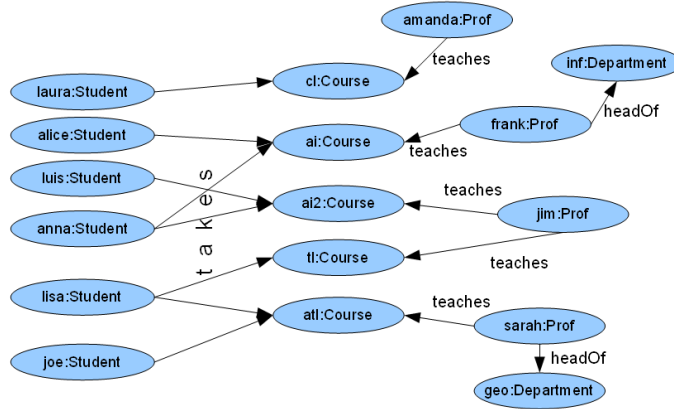 amanda:Prof
teaches
inf:Department
laura:Student
cl:Course
headOf
alice:Student
ai:Course
frank:Prof
teaches
luis:Student
takes
anna:Student
ai2:Course
teaches
jim:Prof
tl:Course
teaches
lisa:Student
atl:Course
teaches
sarah:Prof
joe:Student
headOf
geo:Department